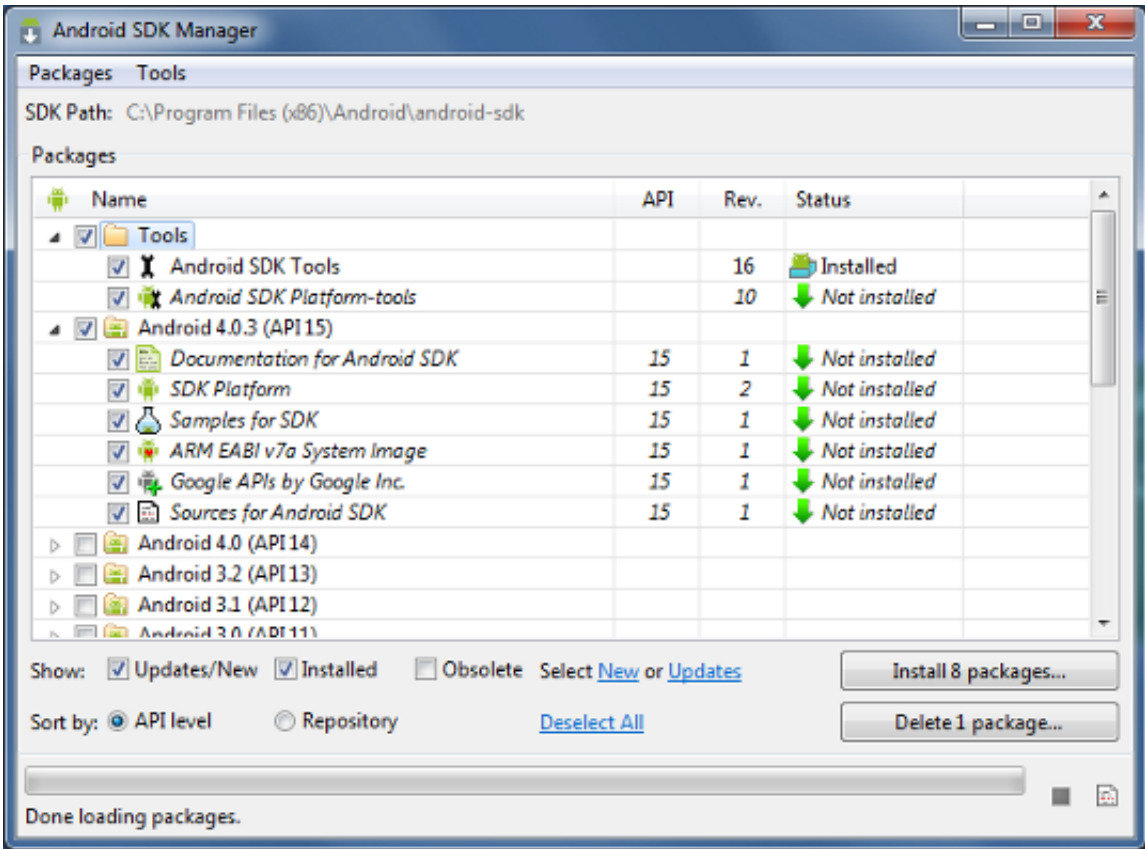 Android SDK Manager
Packages Tools
SDK Path: C:\Program Files (x86)\Android\android-sdk
Packages
Name API Rev. Status
Tools
Android SDK Tools 16 Installed
Android SDK Platform-tools 10 Not installed
Android 4.0.3 (API 15)
Documentation for Android SDK 15 1 Not installed
SDK Platform 15 2 Not installed
Samples for SDK 15 1 Not installed
ARM EABI v7a System Image 15 1 Not installed
Google APIs by Google Inc. 15 1 Not installed
Sources for Android SDK 15 1 Not installed
Android 4.0 (API 14)
Android 3.2 (API 13)
Android 3.1 (API 12)
Android 3.0 (API 11)
Show: Updates/New Installed Obsolete Select New or Updates Install 8 packages...
Sort by: API level Repository Deselect All Delete 1 package...
Done loading packages.